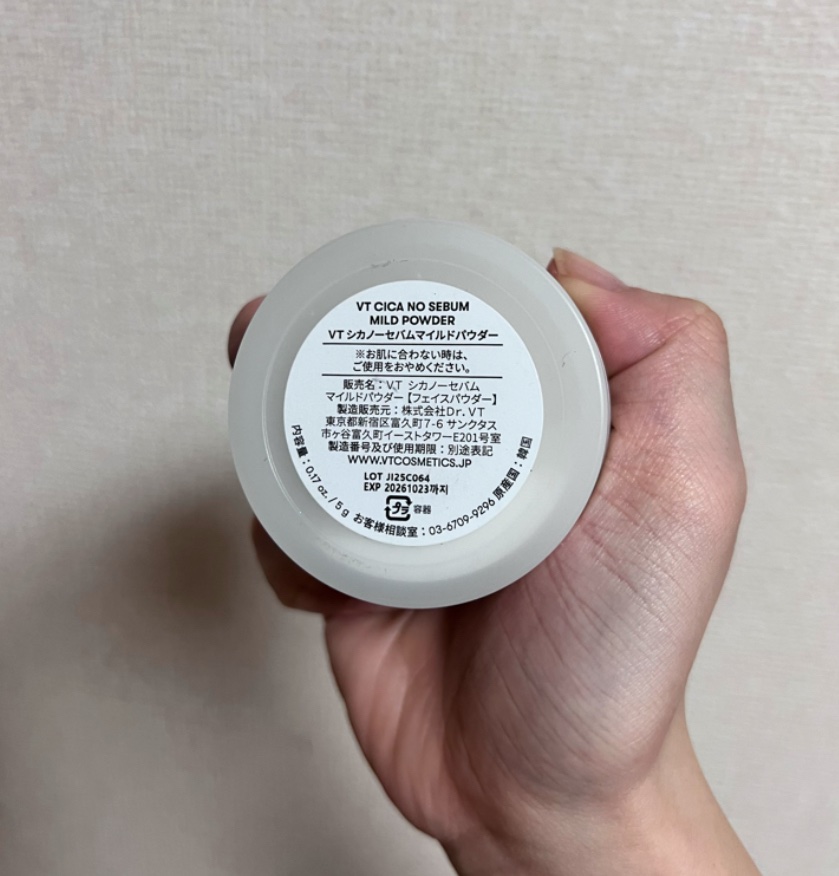 VT CICA NO SEBUM
MILD POWDER
VT シカノーセバムマイルドパウダー
※お肌に合わない時は、
ご使用をおやめください。
販売名：VT シカノーセバム
マイルドパウダー【フェイスパウダー】
製造販売元：株式会社Dr.VT
東京都新宿区富久町7-6 サンクタス
市ヶ谷富久町イーストタワーE201号室
製造番号及び使用期限：別途表記
WWW.VTCOSMETICS.JP
LOT JI25C064
EXP 20261023까지
プラ 容器
内容量：0.17 oz. / 5 g お客様相談室：03-6709-9296 原産国：韓国